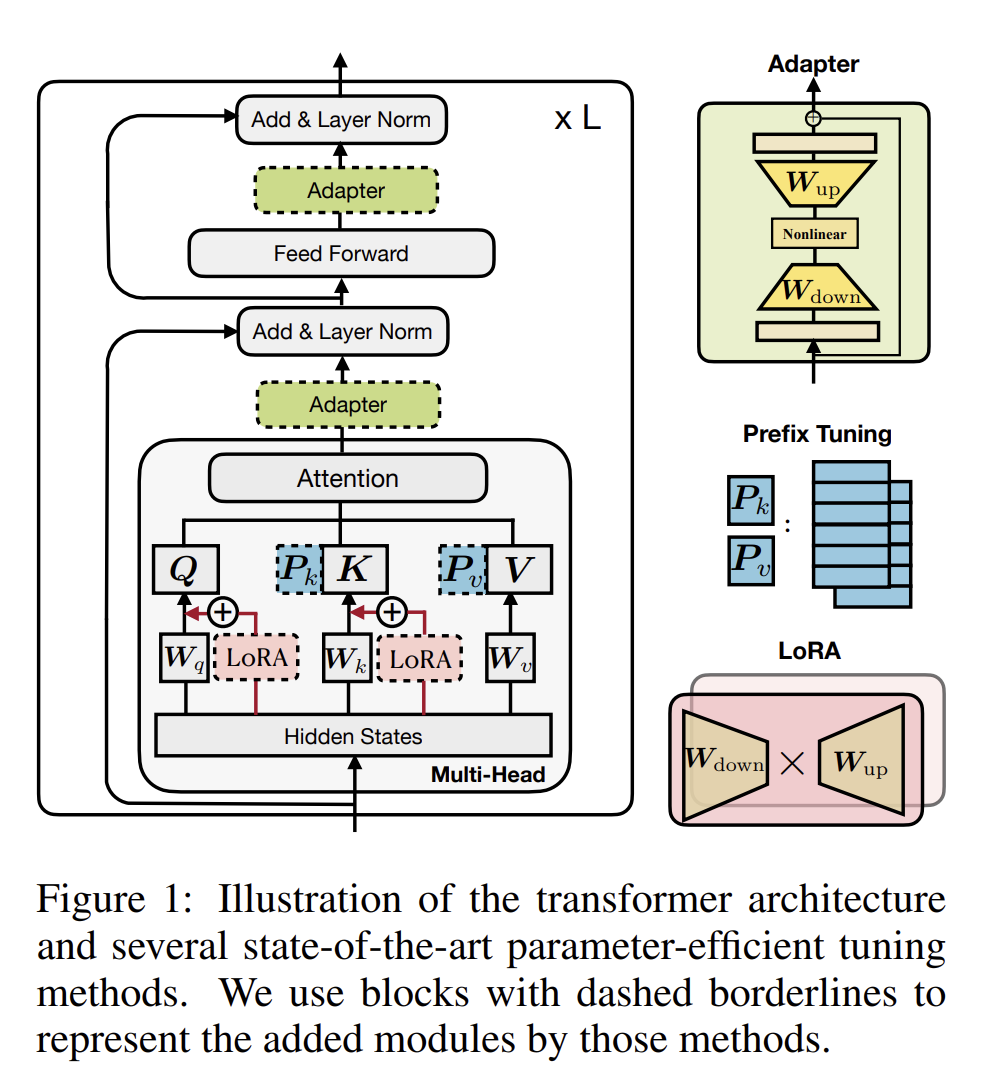 Add & Layer Norm
x L
Adapter
Feed Forward
Add & Layer Norm
Adapter
Attention
Q
P_k
K
P_v
V
+
+
W_q
LoRA
W_k
LoRA
W_v
Hidden States
Multi-Head
Adapter
+
W_up
Nonlinear
W_down
Prefix Tuning
P_k
:
P_v
LoRA
W_down × W_up
Figure 1: Illustration of the transformer architecture
and several state-of-the-art parameter-efficient tuning
methods. We use blocks with dashed borderlines to
represent the added modules by those methods.